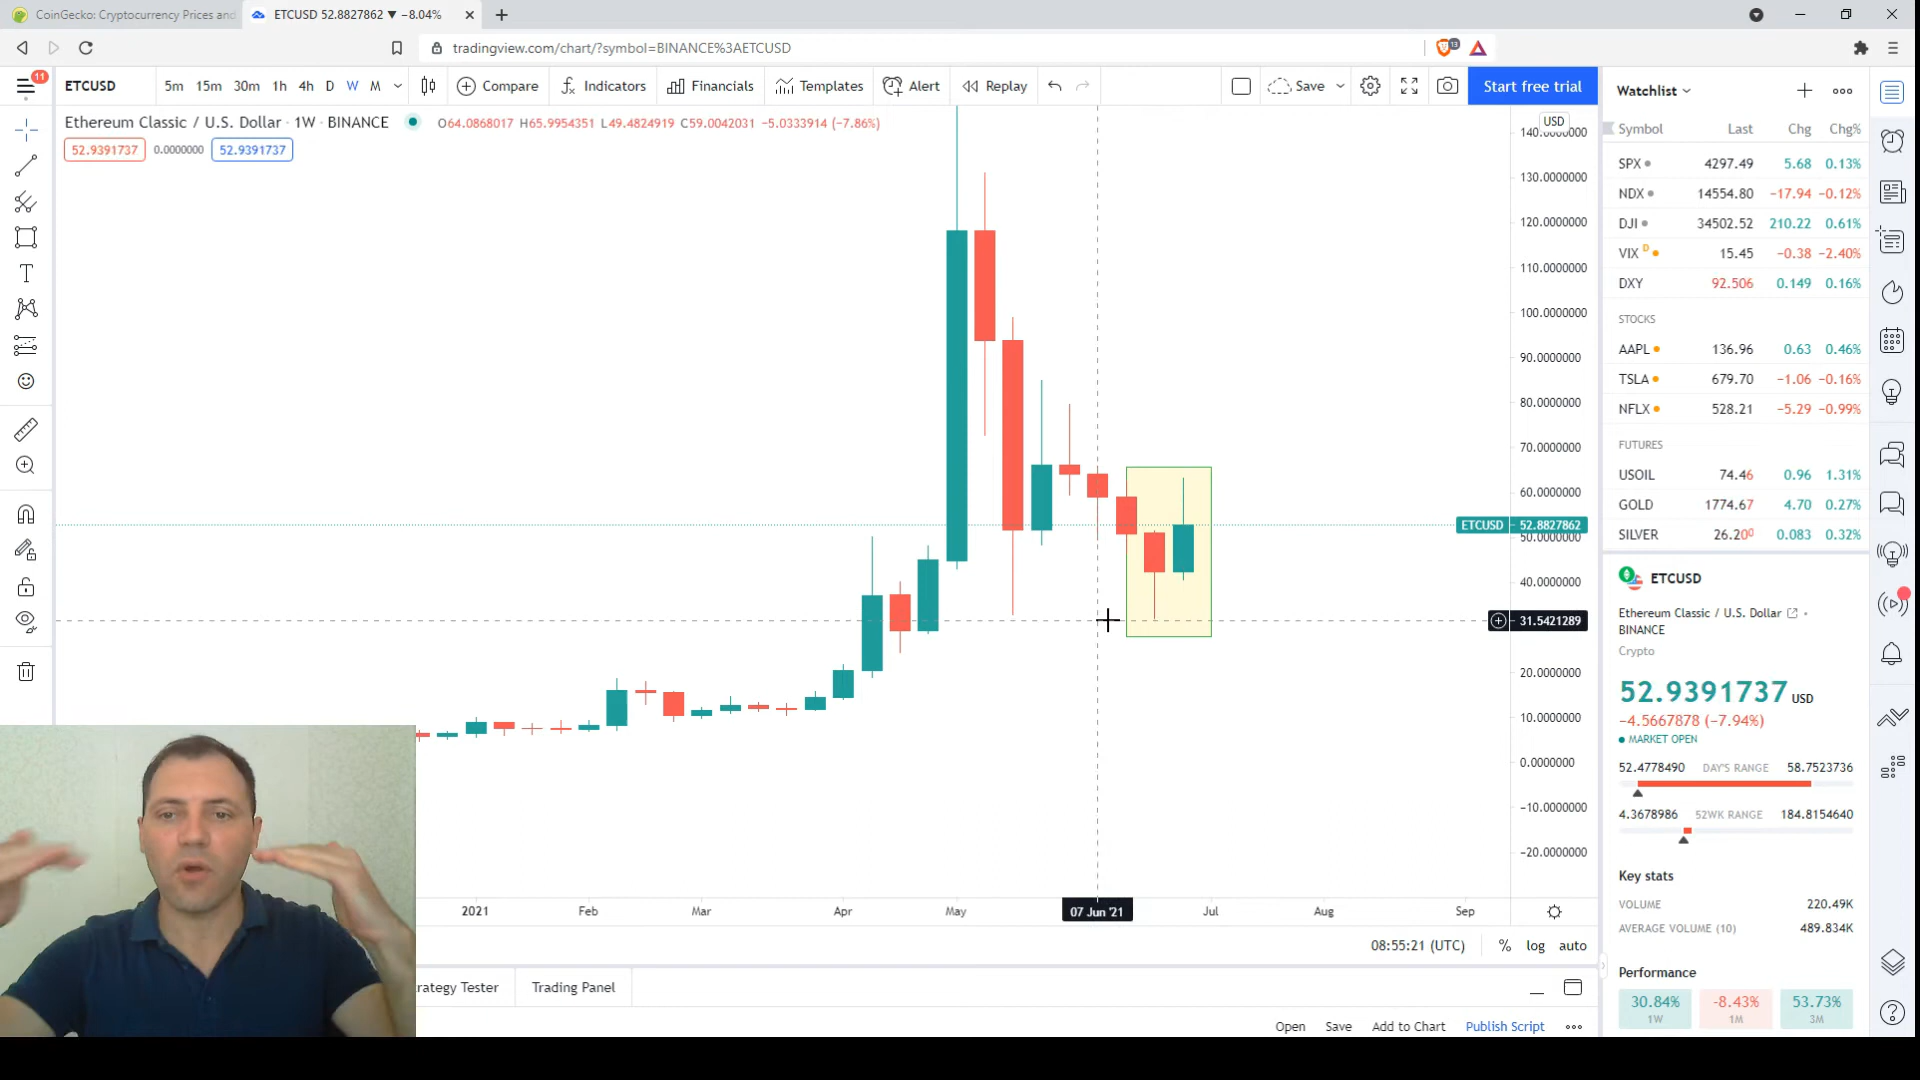 CoinGecko: Cryptocurrency Prices and
ETCUSD 52.8827862 ▼ −8.04%
tradingview.com/chart/?symbol=BINANCE%3AETCUSD
13
11
ETCUSD 5m 15m 30m 1h 4h D W M Compare Indicators Financials Templates Alert Replay Save Start free trial
Ethereum Classic / U.S. Dollar · 1W · BINANCE O64.0868017 H65.9954351 L49.4824919 C59.0042031 −5.0333914 (−7.86%)
52.9391737 0.0000000 52.9391737
USD
140.0000000
130.0000000
120.0000000
110.0000000
100.0000000
90.0000000
80.0000000
70.0000000
60.0000000
ETCUSD 52.8827862
50.0000000
40.0000000
31.5421289
20.0000000
10.0000000
0.0000000
−10.0000000
−20.0000000
2021 Feb Mar Apr May 07 Jun '21 Jul Aug Sep
08:55:21 (UTC) % log auto
rategy Tester Trading Panel
Open Save Add to Chart Publish Script
Watchlist
Symbol Last Chg Chg%
SPX 4297.49 5.68 0.13%
NDX 14554.80 −17.94 −0.12%
DJI 34502.52 210.22 0.61%
VIX D 15.45 −0.38 −2.40%
DXY 92.506 0.149 0.16%
STOCKS
AAPL 136.96 0.63 0.46%
TSLA 679.70 −1.06 −0.16%
NFLX 528.21 −5.29 −0.99%
FUTURES
USOIL 74.46 0.96 1.31%
GOLD 1774.67 4.70 0.27%
SILVER 26.200 0.083 0.32%
ETCUSD
Ethereum Classic / U.S. Dollar
BINANCE
Crypto
52.9391737 USD
−4.5667878 (−7.94%)
MARKET OPEN
52.4778490 DAY'S RANGE 58.7523736
4.3678986 52WK RANGE 184.8154640
Key stats
VOLUME 220.49K
AVERAGE VOLUME (10) 489.834K
Performance
30.84% -8.43% 53.73%
1W 1M 3M